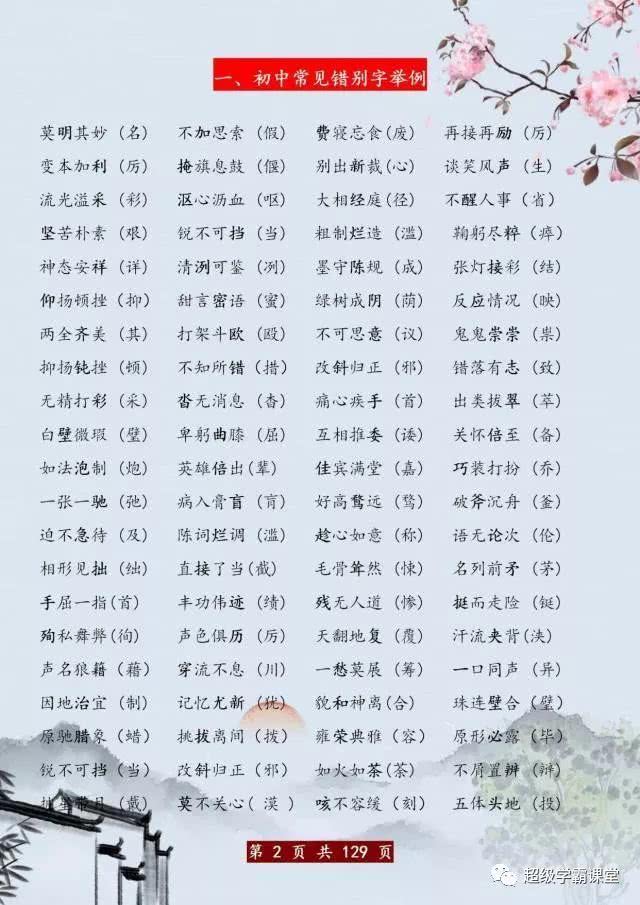 一、初中常见错别字举例
莫明其妙（名） 不加思索（假） 费寝忘食(废） 再接再励（厉）
变本加利（厉） 掩旗息鼓（偃） 别出新裁(心） 谈笑风声（生）
流光溢采（彩） 沤心沥血（呕） 大相经庭(径） 不醒人事（省）
坚苦朴素（艰） 锐不可挡（当） 粗制烂造（滥） 鞠躬尽粹（瘁）
神态安祥（详） 清洌可鉴（冽） 墨守陈规（成） 张灯接彩（结）
仰扬顿挫（抑） 甜言密语（蜜） 绿树成阴（荫） 反应情况（映）
两全齐美（其） 打架斗欧（殴） 不可思意（议） 鬼鬼崇崇（祟）
抑扬钝挫（顿） 不知所错（措） 改斜归正（邪） 错落有志（致）
无精打彩（采） 沓无消息（杳） 痛心疾手（首） 出类拔翠（萃）
白壁微瑕（璧） 卑躬曲膝（屈） 互相推委（诿） 关怀倍至（备）
如法泡制（炮） 英雄倍出(辈） 佳宾满堂（嘉） 巧装打扮（乔）
一张一驰（弛） 病入膏盲（肓） 好高骛远（骛） 破斧沉舟（釜）
迫不急待（及） 陈词烂调（滥） 趁心如意（称） 语无论次（伦）
相形见拙（绌） 直接了当(截） 毛骨耸然（悚） 名列前矛（茅）
手屈一指(首） 丰功伟迹（绩） 残无人道（惨） 挺而走险（铤）
殉私舞弊(徇） 声色俱历（厉） 天翻地复（覆） 汗流夹背(浃）
声名狼籍（藉） 穿流不息（川） 一愁莫展（筹） 一口同声（异）
因地治宜（制） 记忆尤新（犹） 貌和神离(合） 珠连壁合（璧）
原驰腊象（蜡） 挑拔离间（拨） 雍荣典雅（容） 原形必露（毕）
锐不可挡（当） 改斜归正（邪） 如火如茶(荼） 不屑置辨（辩）
带月（戴） 莫不关心（漠） 咳不容缓（刻） 五体头地（投）
第 2 页 共 129 页
超级学霸课堂